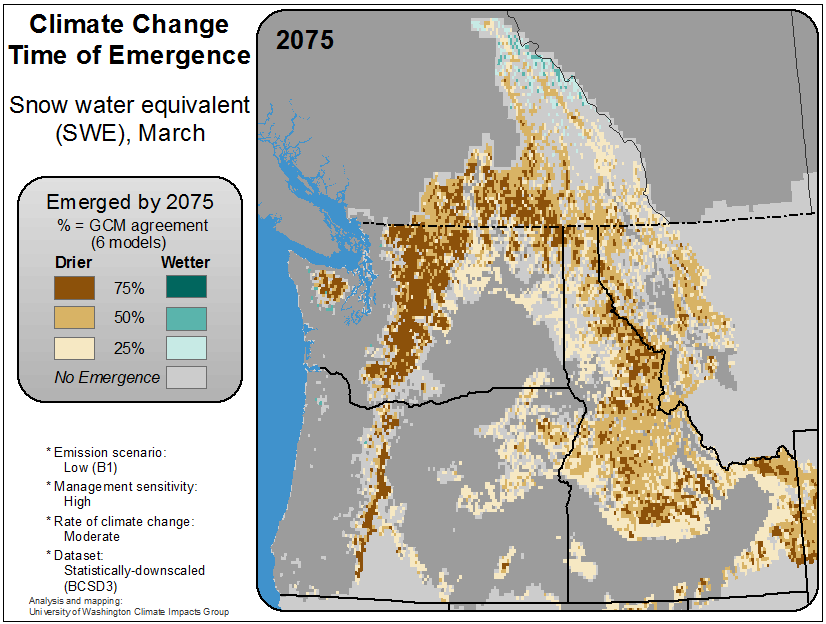 Climate Change
Time of Emergence
Snow water equivalent
(SWE), March
Emerged by 2075
% = GCM agreement
(6 models)
Drier Wetter
75%
50%
25%
No Emergence
* Emission scenario:
Low (B1)
* Management sensitivity:
High
* Rate of climate change:
Moderate
* Dataset:
Statistically-downscaled
(BCSD3)
Analysis and mapping:
University of Washington Climate Impacts Group
2075